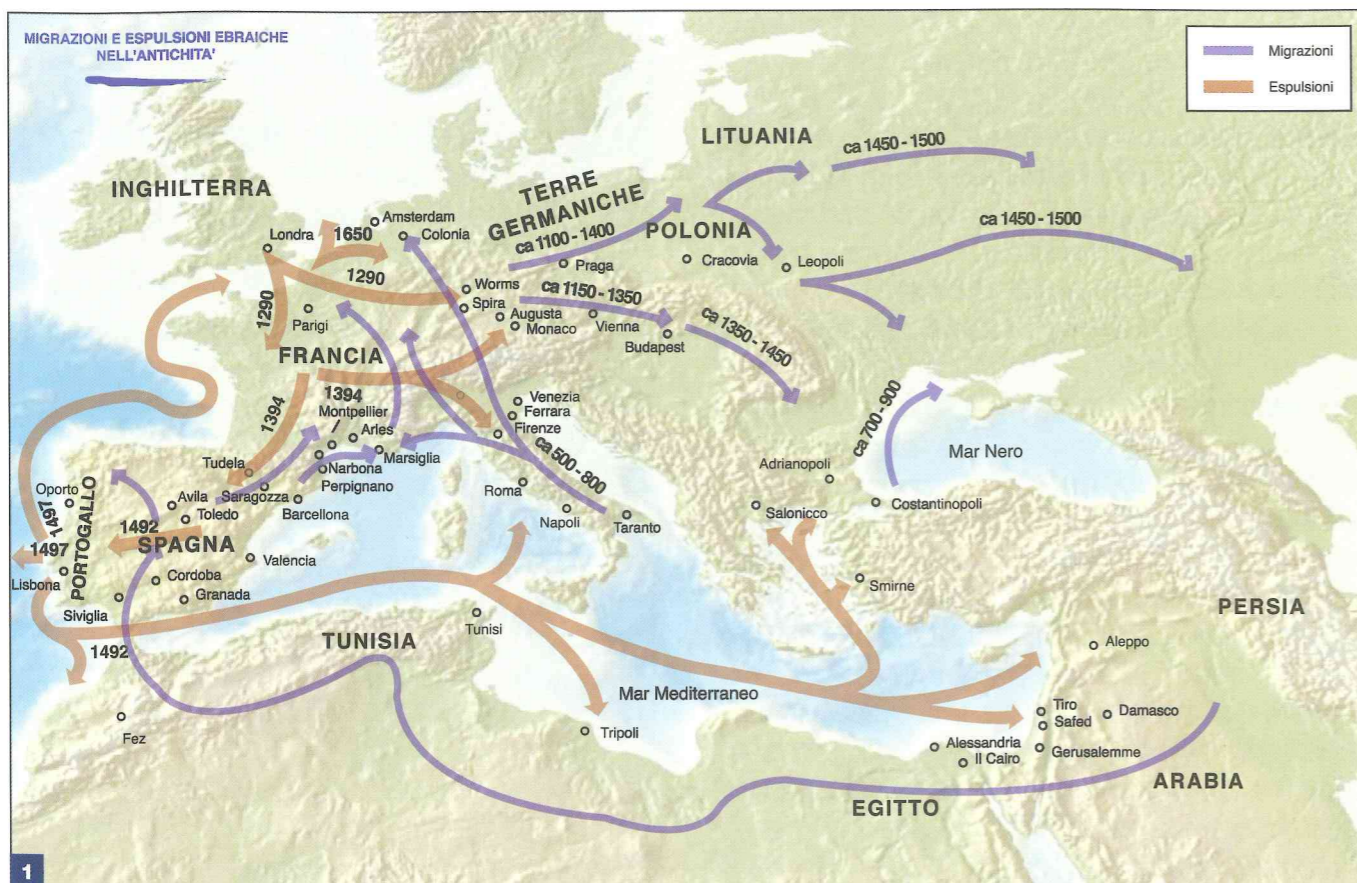 MIGRAZIONI E ESPULSIONI EBRAICHE
NELL'ANTICHITA'
Migrazioni
Espulsioni
LITUANIA
ca 1450 - 1500
INGHILTERRA
TERRE
GERMANICHE
Amsterdam
Londra
1650
Colonia
ca 1100 - 1400
POLONIA
ca 1450 - 1500
Praga
Cracovia
Leopoli
1290
1290
Worms
Spira
ca 1150 - 1350
Parigi
Augusta
Monaco
Vienna
Budapest
ca 1350 - 1450
FRANCIA
1394
1394
Montpellier
Arles
Venezia
Ferrara
Firenze
ca 700 - 900
Marsiglia
Narbona
Perpignano
ca 500 - 800
Mar Nero
Tudela
Adrianopoli
Oporto
Avila
Saragozza
Toledo
Barcellona
Roma
Napoli
Taranto
Salonicco
Costantinopoli
1497
1497
PORTOGALLO
1492
SPAGNA
Valencia
Lisbona
Cordoba
Granada
Siviglia
Smirne
PERSIA
1492
TUNISIA
Tunisi
Aleppo
Mar Mediterraneo
Fez
Tripoli
Tiro
Safed
Damasco
Alessandria
Il Cairo
Gerusalemme
EGITTO
ARABIA
1